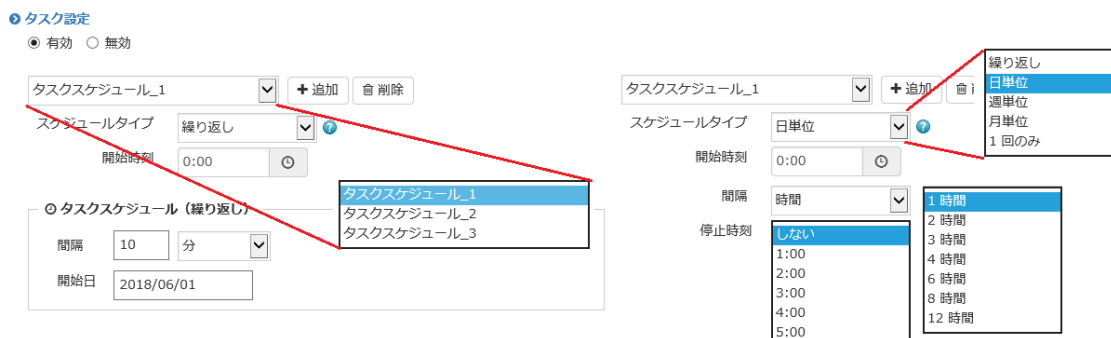 タスク設定
有効 無効
タスクスケジュール_1 追加 削除
スケジュールタイプ 繰り返し
開始時刻 0:00
タスクスケジュール_1
タスクスケジュール_2
タスクスケジュール_3
タスクスケジュール（繰り返し）
間隔 10 分
開始日 2018/06/01
タスクスケジュール_1 追加
スケジュールタイプ 日単位
繰り返し
日単位
週単位
月単位
1 回のみ
開始時刻 0:00
間隔 時間
1 時間
2 時間
3 時間
4 時間
6 時間
8 時間
12 時間
停止時刻
しない
1:00
2:00
3:00
4:00
5:00